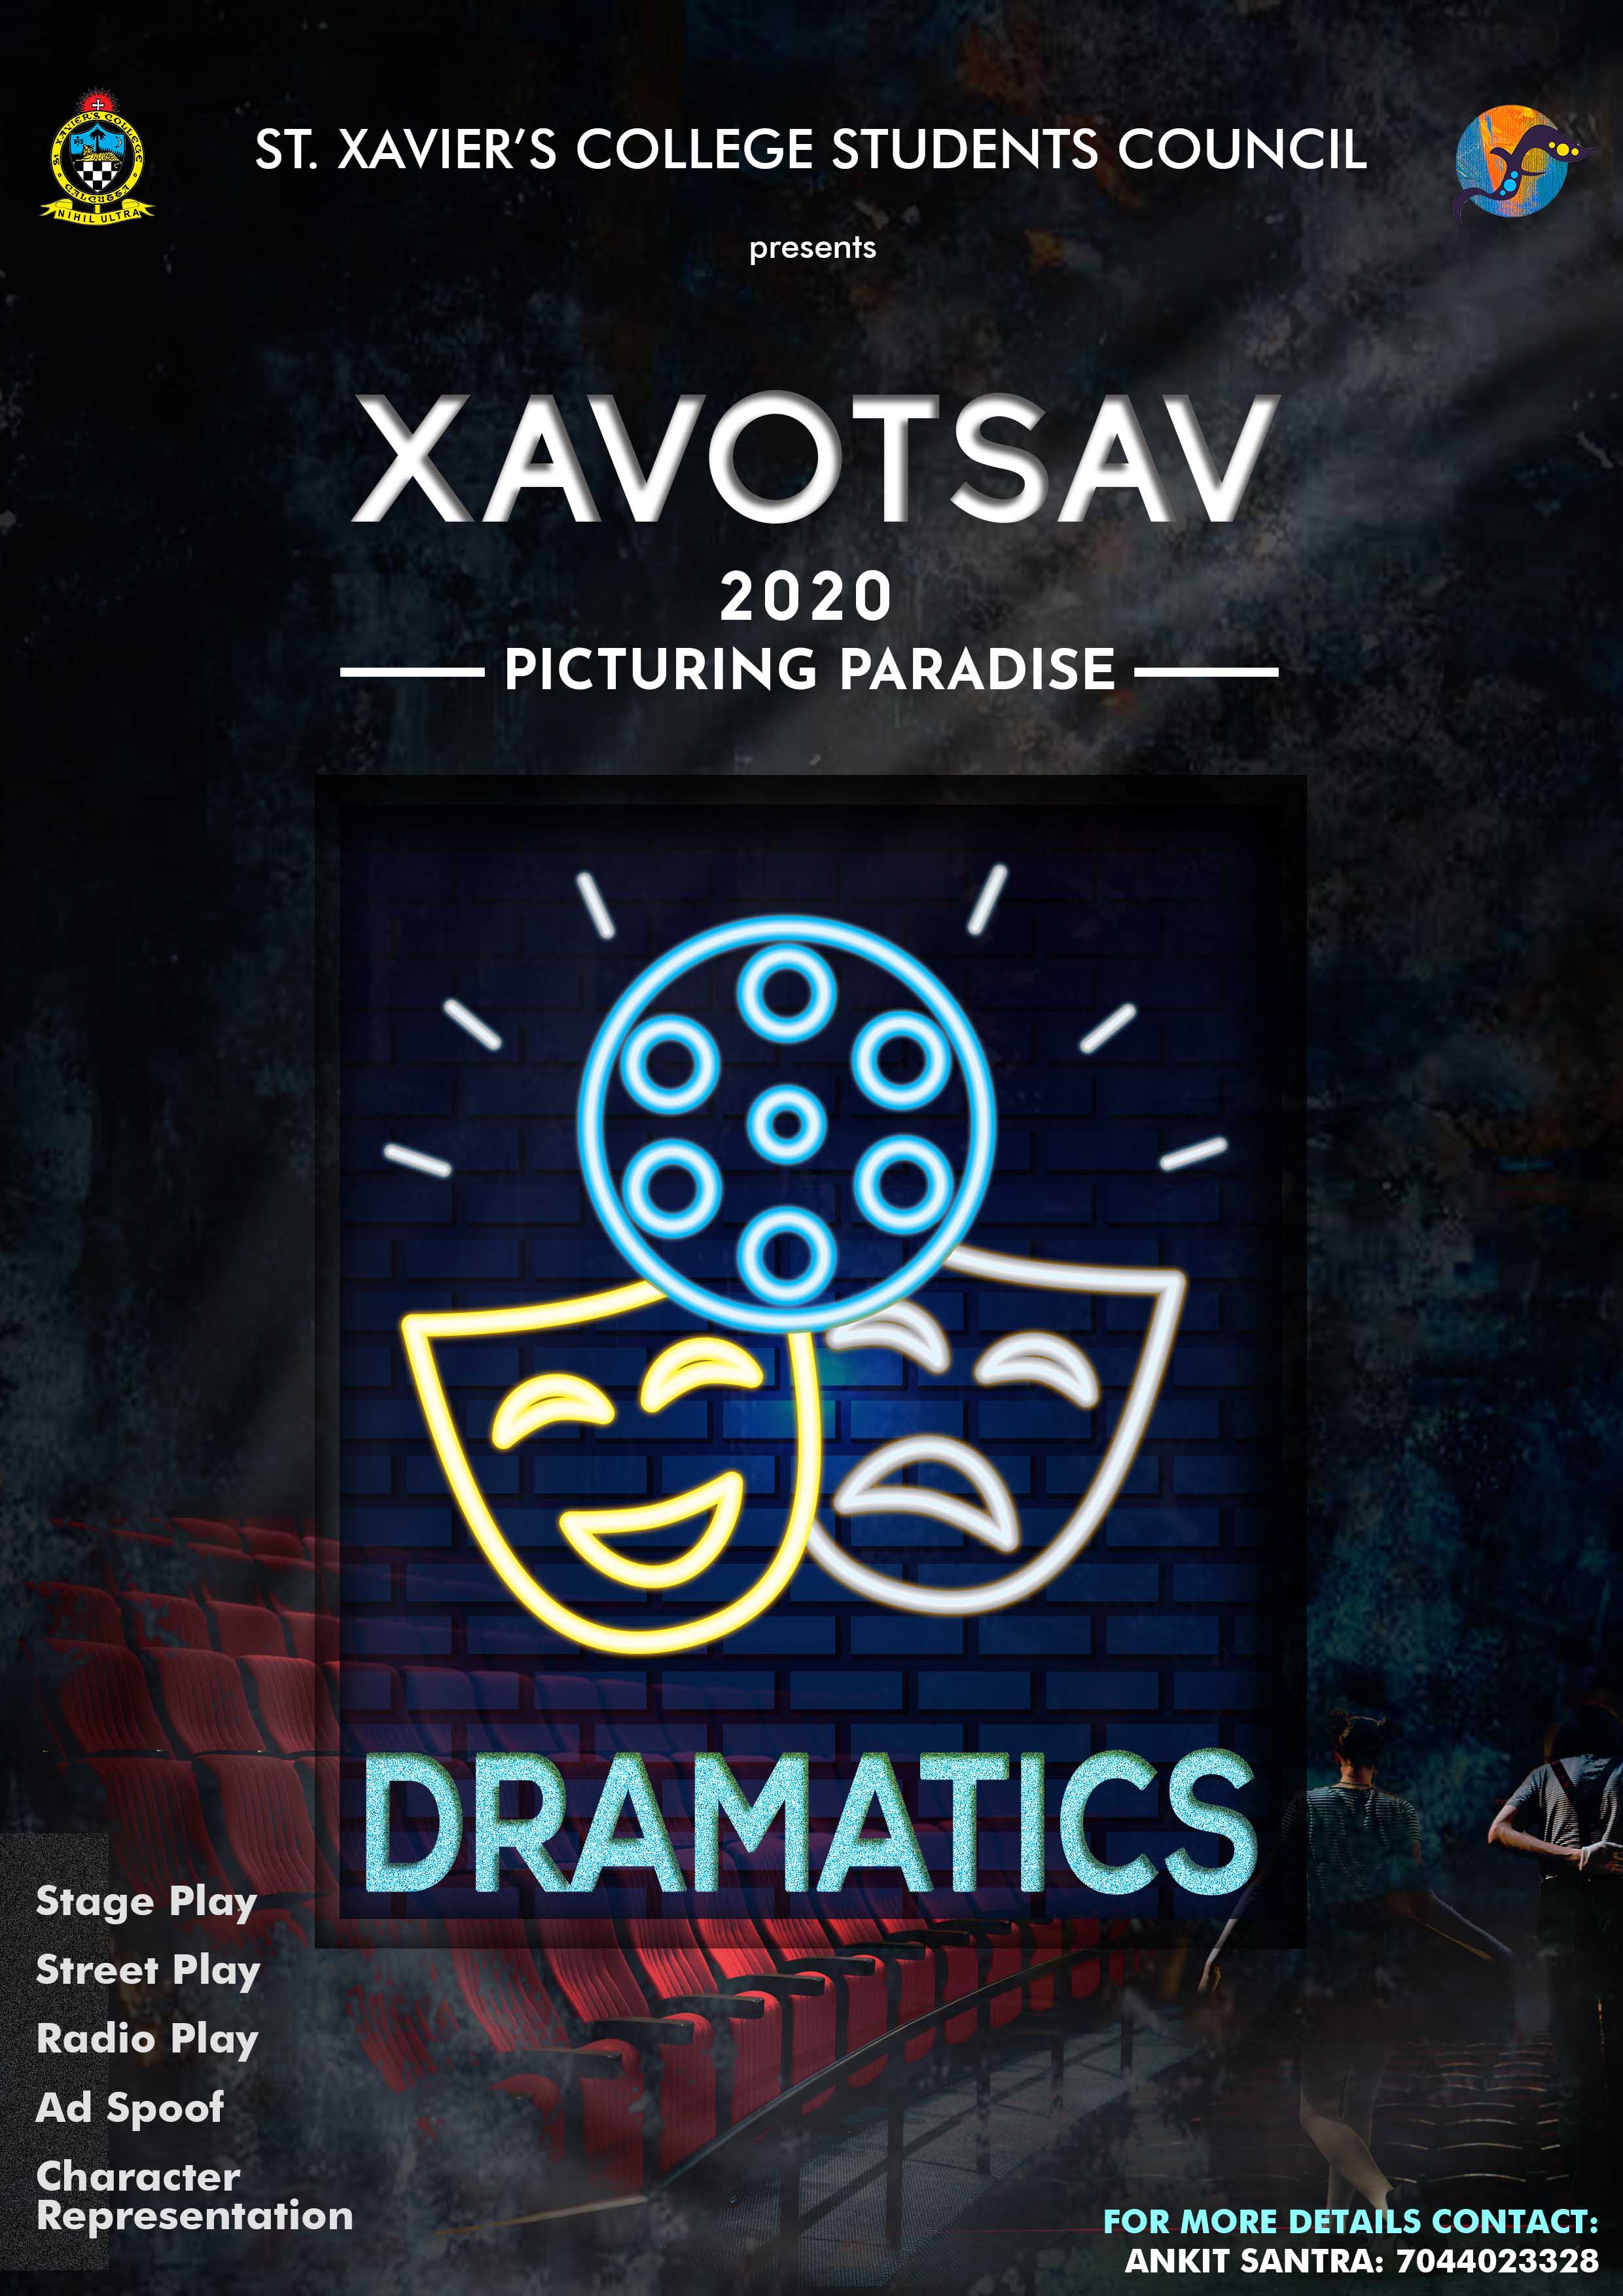 ST. XAVIER'S COLLEGE
CALCUTTA
NIHIL ULTRA
ST. XAVIER’S COLLEGE STUDENTS COUNCIL
presents
XAVOTSAV
2020
PICTURING PARADISE
DRAMATICS
Stage Play
Street Play
Radio Play
Ad Spoof
Character
Representation
FOR MORE DETAILS CONTACT:
ANKIT SANTRA: 7044023328